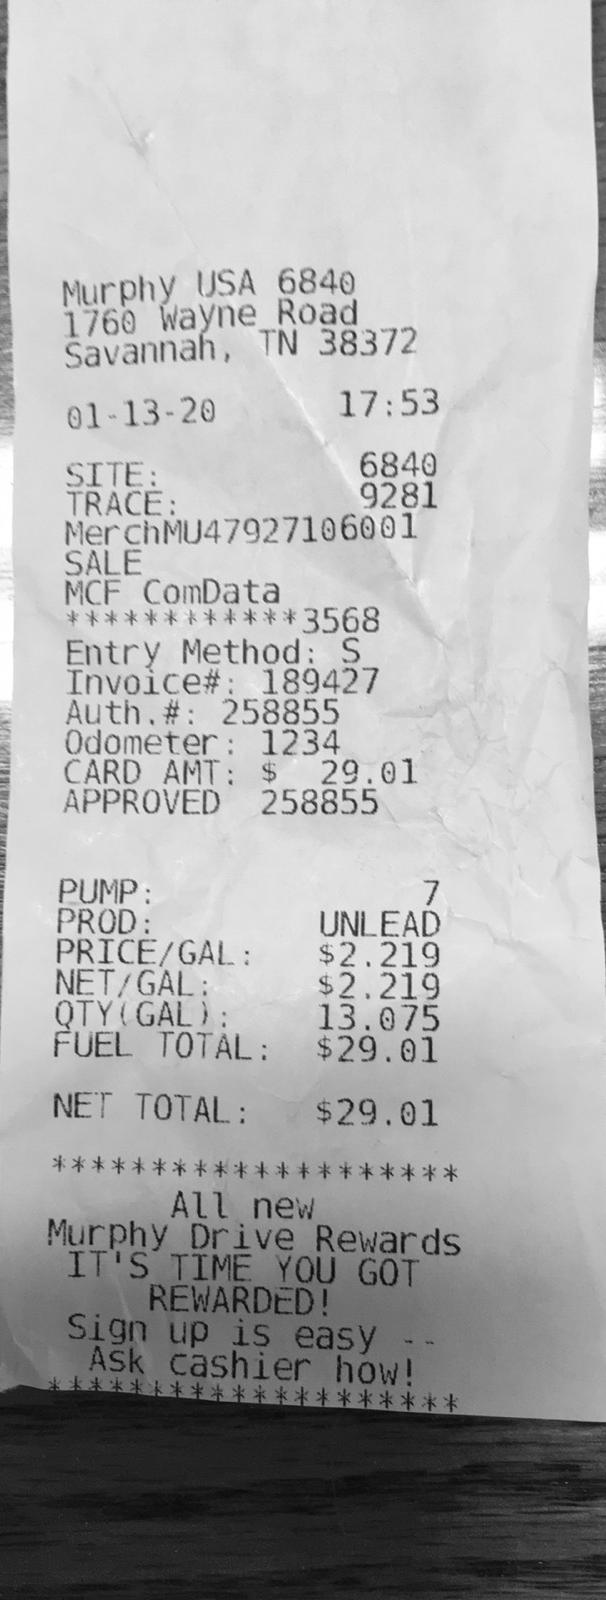 Murphy USA 6840
1760 Wayne Road
Savannah, TN 38372
01-13-20 17:53
SITE: 6840
TRACE: 9281
MerchMU47927106001
SALE
MCF ComData
************3568
Entry Method: S
Invoice#: 189427
Auth.#: 258855
Odometer: 1234
CARD AMT: $ 29.01
APPROVED 258855
PUMP: 7
PROD: UNLEAD
PRICE/GAL: $2.219
NET/GAL: $2.219
QTY(GAL): 13.075
FUEL TOTAL: $29.01
NET TOTAL: $29.01
*********************
All new
Murphy Drive Rewards
IT'S TIME YOU GOT
REWARDED!
Sign up is easy --
Ask cashier how!
*********************